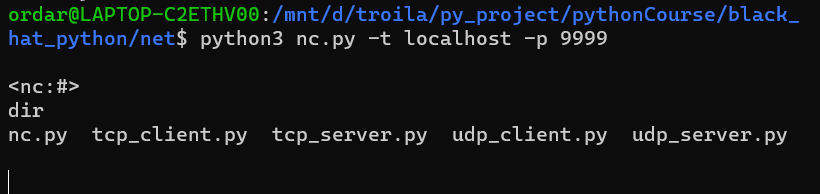 ordar@LAPTOP-C2ETHV00:/mnt/d/troila/py_project/pythonCourse/black_
hat_python/net$ python3 nc.py -t localhost -p 9999
<nc:#>
dir
nc.py  tcp_client.py  tcp_server.py  udp_client.py  udp_server.py